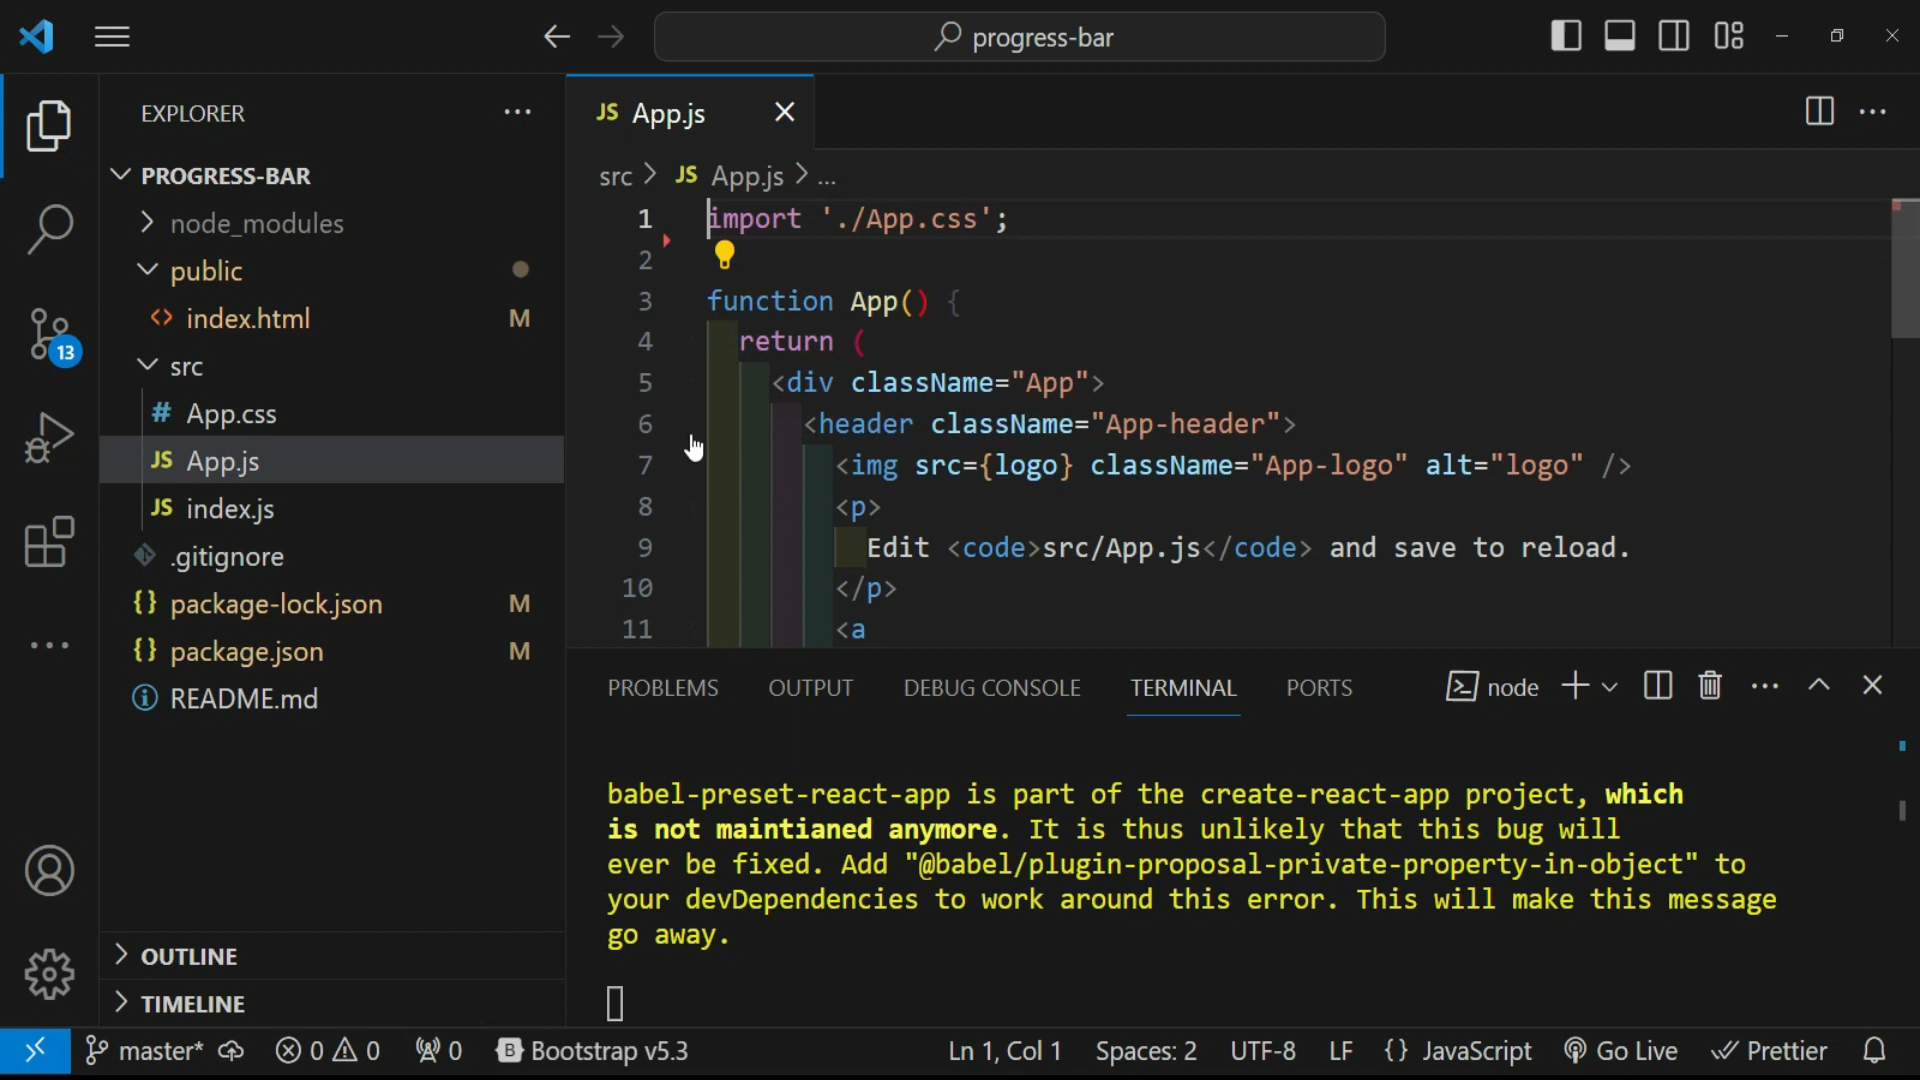 progress-bar
EXPLORER
PROGRESS-BAR
node_modules
public
index.html M
src
App.css
JS App.js
JS index.js
.gitignore
{} package-lock.json M
{} package.json M
README.md
OUTLINE
TIMELINE
13
JS App.js
src > JS App.js > ...
1 import './App.css';
2
3 function App() {
4 return (
5 <div className="App">
6 <header className="App-header">
7 <img src={logo} className="App-logo" alt="logo" />
8 <p>
9 Edit <code>src/App.js</code> and save to reload.
10 </p>
11 <a
PROBLEMS OUTPUT DEBUG CONSOLE TERMINAL PORTS node
babel-preset-react-app is part of the create-react-app project, which
is not maintianed anymore. It is thus unlikely that this bug will
ever be fixed. Add "@babel/plugin-proposal-private-property-in-object" to
your devDependencies to work around this error. This will make this message
go away.
master* 0 0 0 B Bootstrap v5.3 Ln 1, Col 1 Spaces: 2 UTF-8 LF {} JavaScript Go Live Prettier